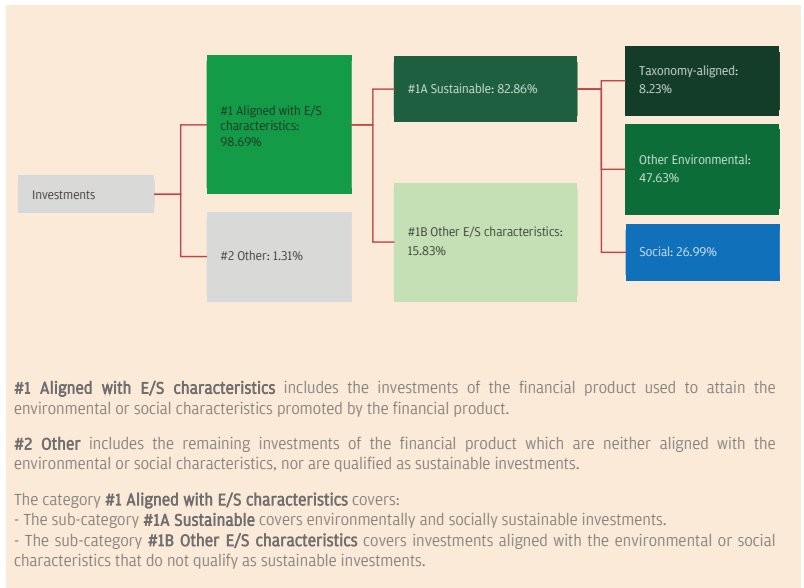 Investments
#1 Aligned with E/S
characteristics:
98.69%
#2 Other: 1.31%
#1A Sustainable: 82.86%
#1B Other E/S characteristics:
15.83%
Taxonomy-aligned:
8.23%
Other Environmental:
47.63%
Social: 26.99%
#1 Aligned with E/S characteristics includes the investments of the financial product used to attain the
environmental or social characteristics promoted by the financial product.
#2 Other includes the remaining investments of the financial product which are neither aligned with the
environmental or social characteristics, nor are qualified as sustainable investments.
The category #1 Aligned with E/S characteristics covers:
- The sub-category #1A Sustainable covers environmentally and socially sustainable investments.
- The sub-category #1B Other E/S characteristics covers investments aligned with the environmental or social
characteristics that do not qualify as sustainable investments.